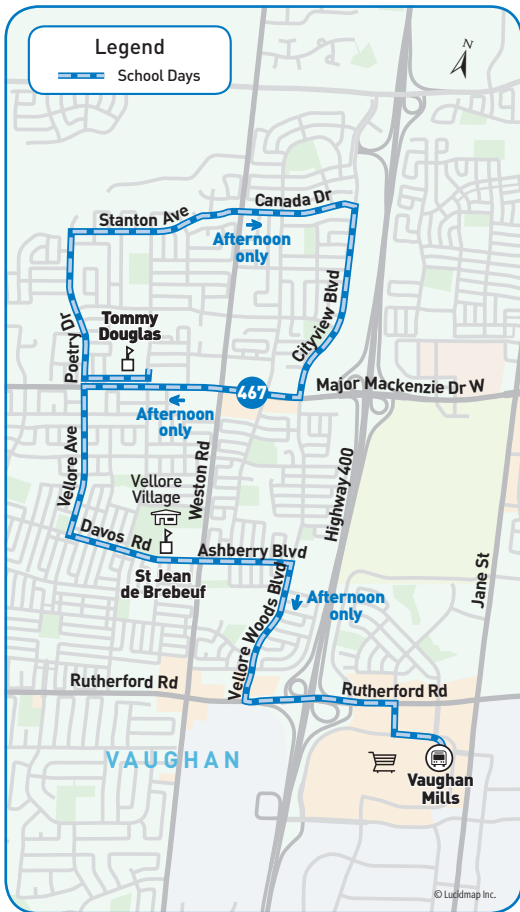 Legend
School Days
N
Canada Dr
Stanton Ave
Afternoon
only
Cityview Blvd
Poetry Dr
Tommy
Douglas
467
Major Mackenzie Dr W
Afternoon
only
Vellore Ave
Weston Rd
Highway 400
Vellore
Village
Davos Rd
Ashberry Blvd
St Jean
de Brebeuf
Jane St
Vellore Woods Blvd
Afternoon
only
Rutherford Rd
Rutherford Rd
VAUGHAN
Vaughan
Mills
© Lucidmap Inc.